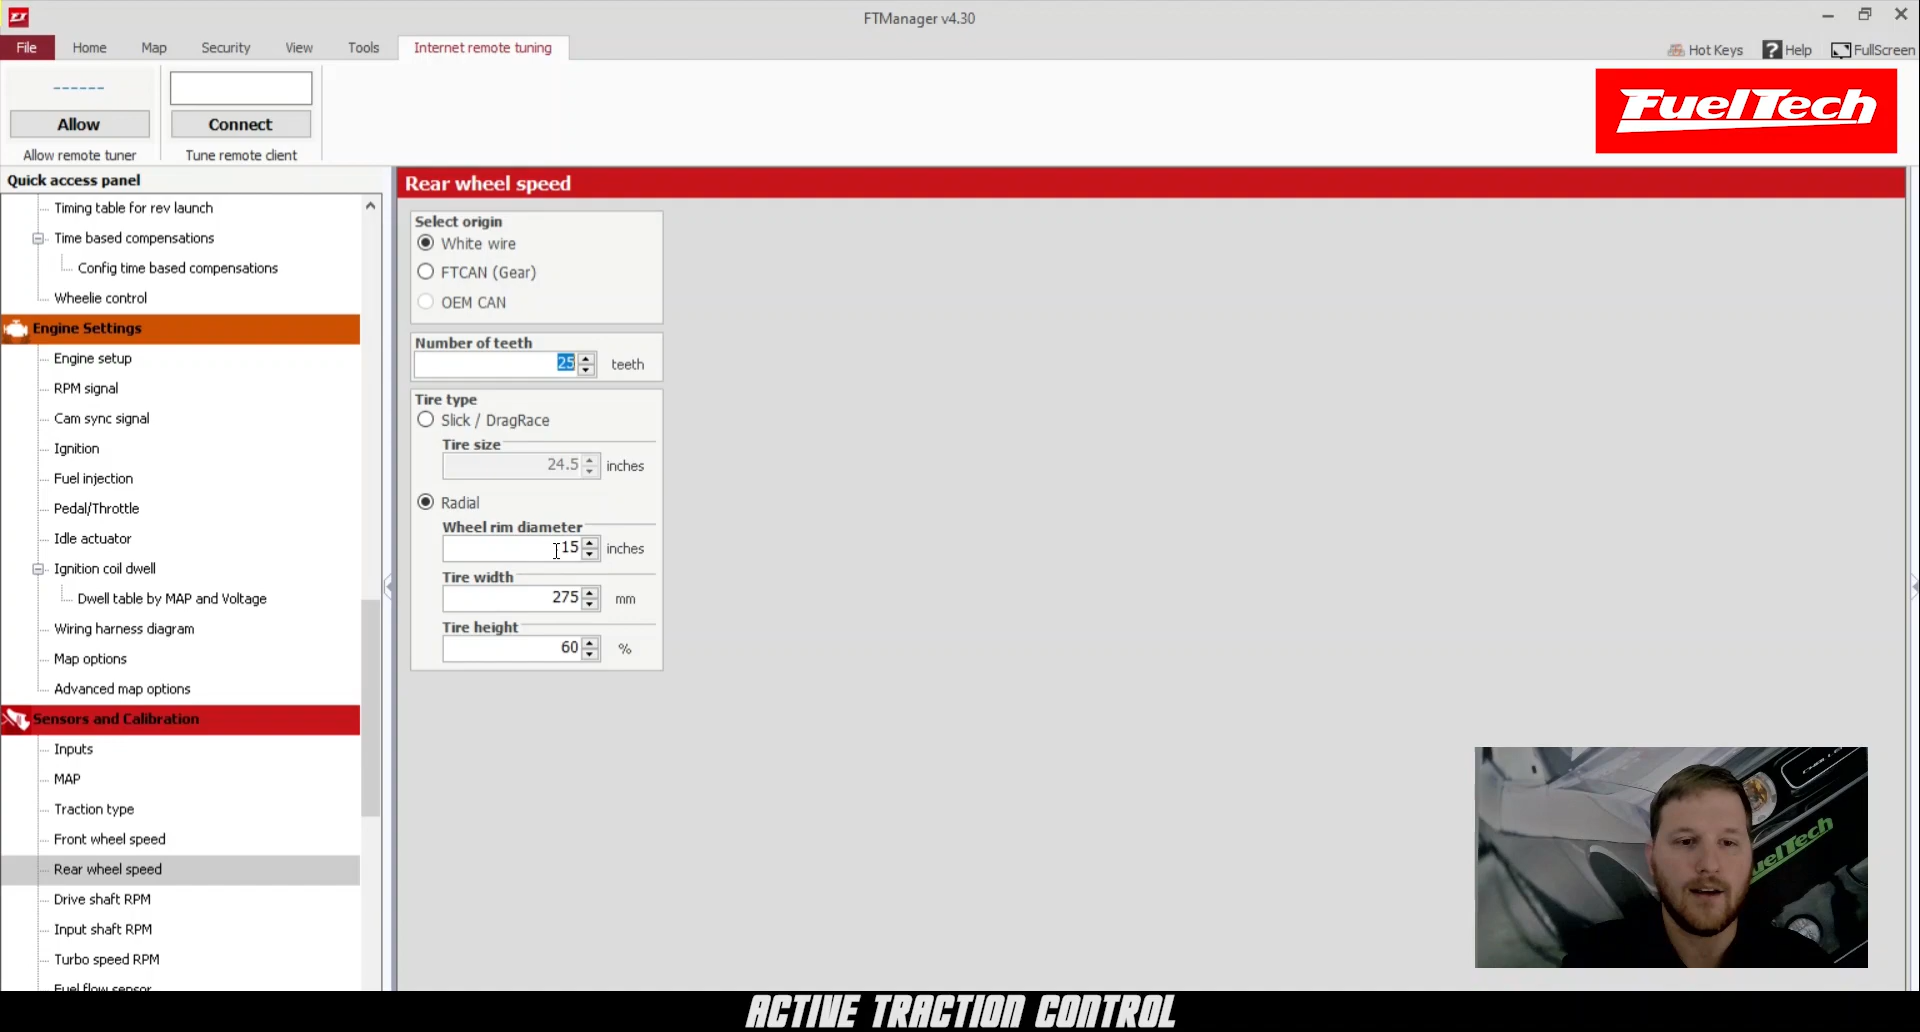 FTManager v4.30
File Home Map Security View Tools Internet remote tuning
Hot Keys ? Help FullScreen
------
Allow Connect
Allow remote tuner Tune remote client
FuelTech
Quick access panel
Timing table for rev launch
Time based compensations
Config time based compensations
Wheelie control
Engine Settings
Engine setup
RPM signal
Cam sync signal
Ignition
Fuel injection
Pedal/Throttle
Idle actuator
Ignition coil dwell
Dwell table by MAP and Voltage
Wiring harness diagram
Map options
Advanced map options
Sensors and Calibration
Inputs
MAP
Traction type
Front wheel speed
Rear wheel speed
Drive shaft RPM
Input shaft RPM
Turbo speed RPM
Fuel flow sensor
Rear wheel speed
Select origin
White wire
FTCAN (Gear)
OEM CAN
Number of teeth
25 teeth
Tire type
Slick / DragRace
Tire size
24.5 inches
Radial
Wheel rim diameter
15 inches
Tire width
275 mm
Tire height
60 %
uelTech
ACTIVE TRACTION CONTROL